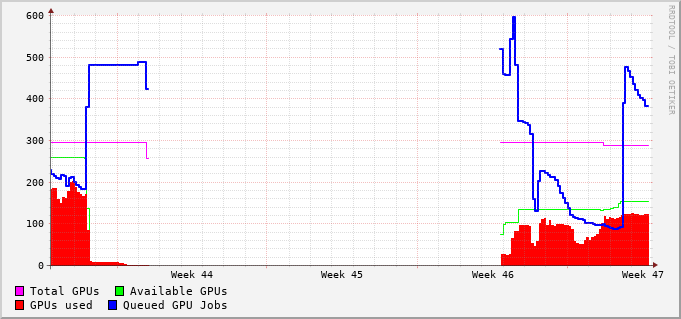 600
500
400
300
200
100
0
Week 44 Week 45 Week 46 Week 47
Total GPUs Available GPUs
GPUs used Queued GPU Jobs
RRDTOOL / TOBI OETIKER